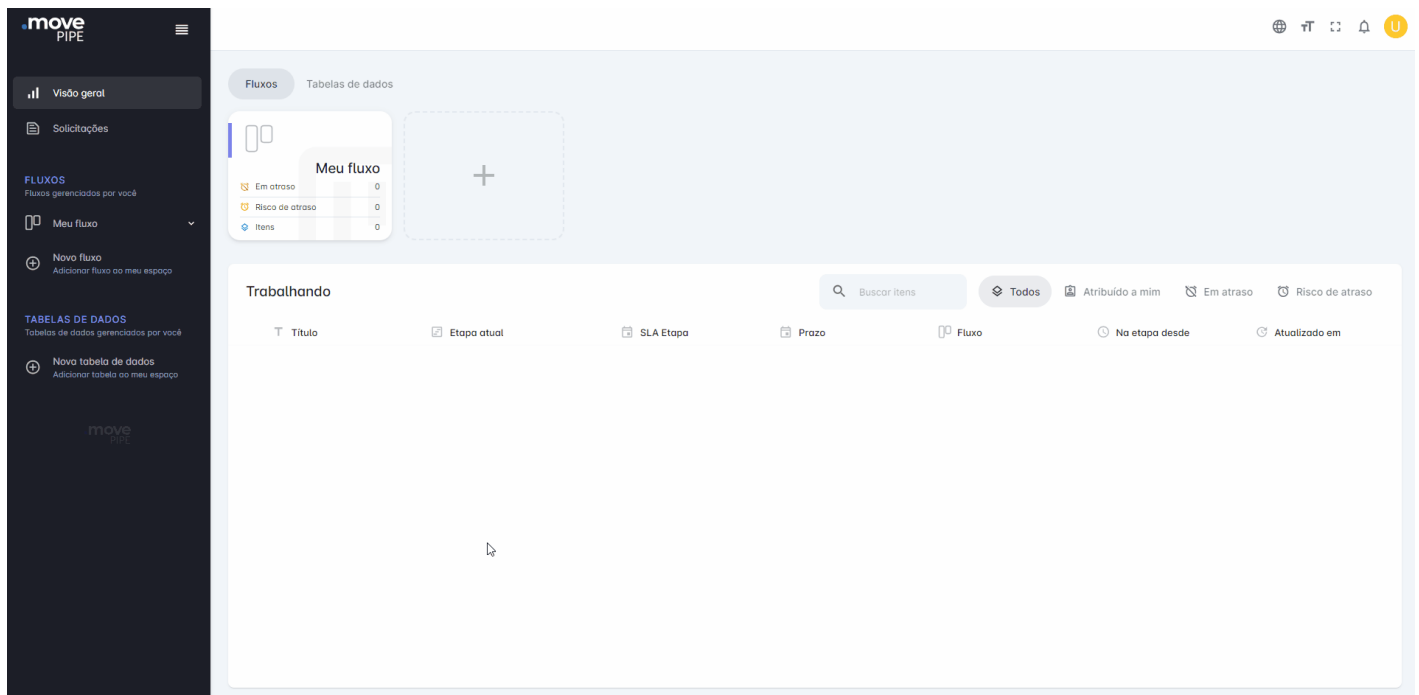 .move
PIPE
U
Visão geral
Solicitações
FLUXOS
Fluxos gerenciados por você
Meu fluxo
Novo fluxo
Adicionar fluxo ao meu espaço
TABELAS DE DADOS
Tabelas de dados gerenciados por você
Nova tabela de dados
Adicionar tabela ao meu espaço
move
PIPE
Fluxos Tabelas de dados
Meu fluxo
Em atraso 0
Risco de atraso 0
Itens 0
Trabalhando Buscar itens Todos Atribuído a mim Em atraso Risco de atraso
Título Etapa atual SLA Etapa Prazo Fluxo Na etapa desde Atualizado em